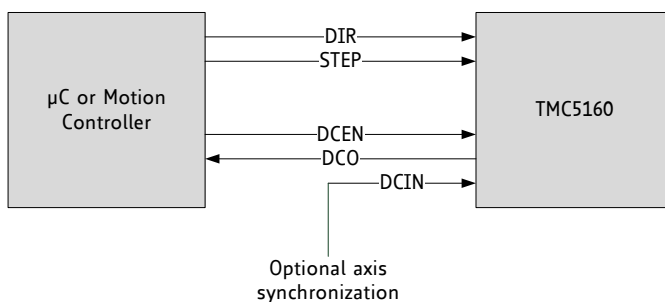 DIR
STEP
µC or Motion
Controller
TMC5160
DCEN
DCO
DCIN
Optional axis
synchronization